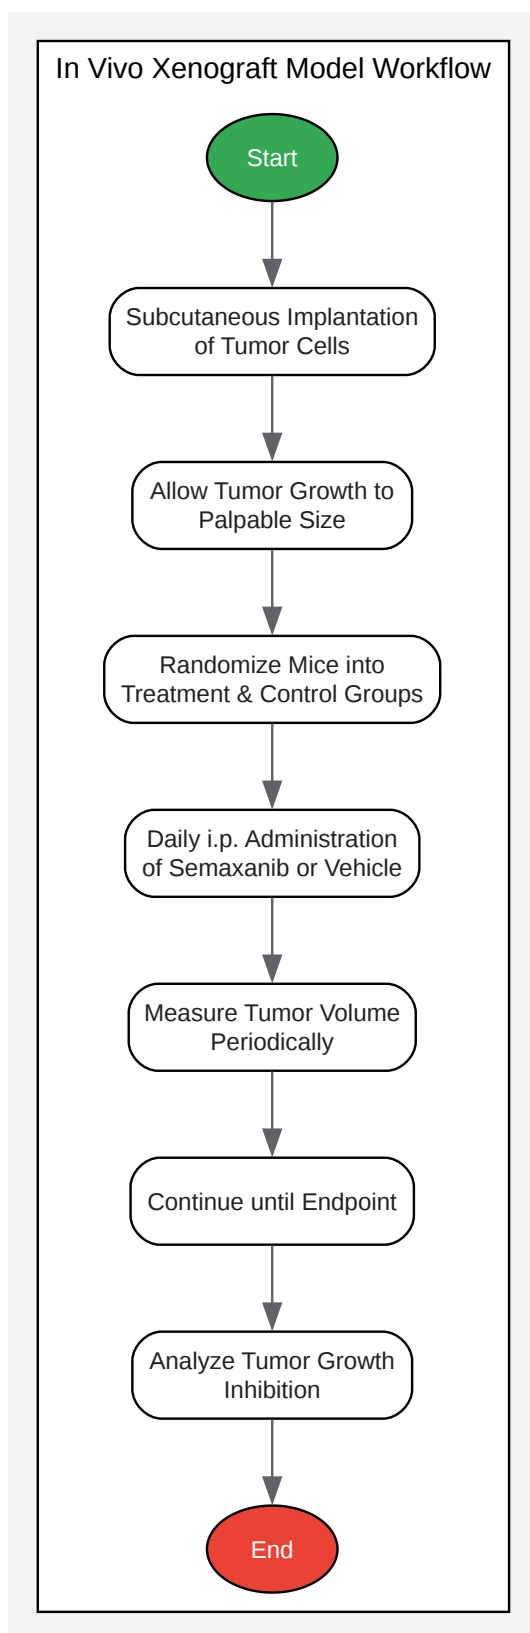 In Vivo Xenograft Model Workflow
Start
Subcutaneous Implantation
of Tumor Cells
Allow Tumor Growth to
Palpable Size
Randomize Mice into
Treatment & Control Groups
Daily i.p. Administration
of Semaxanib or Vehicle
Measure Tumor Volume
Periodically
Continue until Endpoint
Analyze Tumor Growth
Inhibition
End